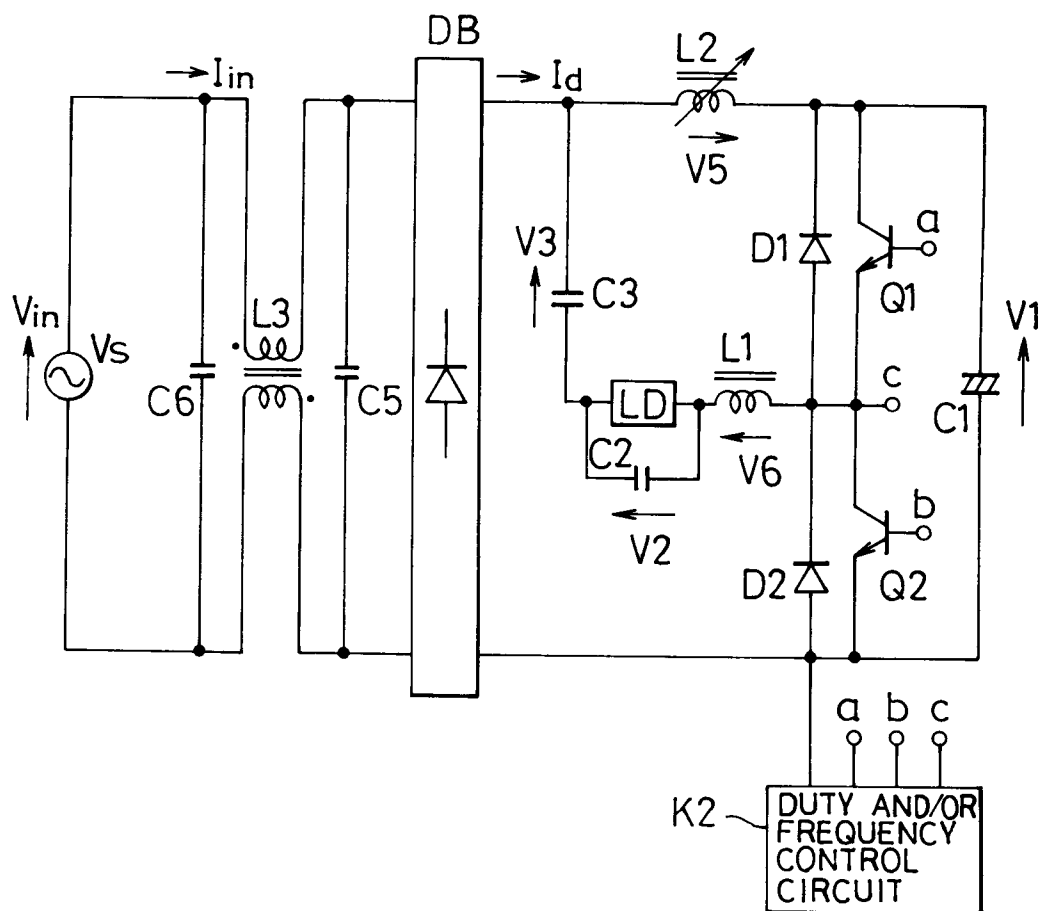 DB
Iin
Id
L2
V5
V3
D1
a
Q1
Vin
Vs
L3
C3
L1
V1
C6
C5
LD
c
C1
C2
V6
V2
b
D2
Q2
a b c
K2
DUTY AND/OR
FREQUENCY
CONTROL
CIRCUIT